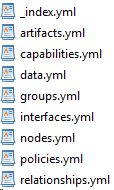 _index.yml
artifacts.yml
capabilities.yml
data.yml
groups.yml
interfaces.yml
nodes.yml
policies.yml
relationships.yml